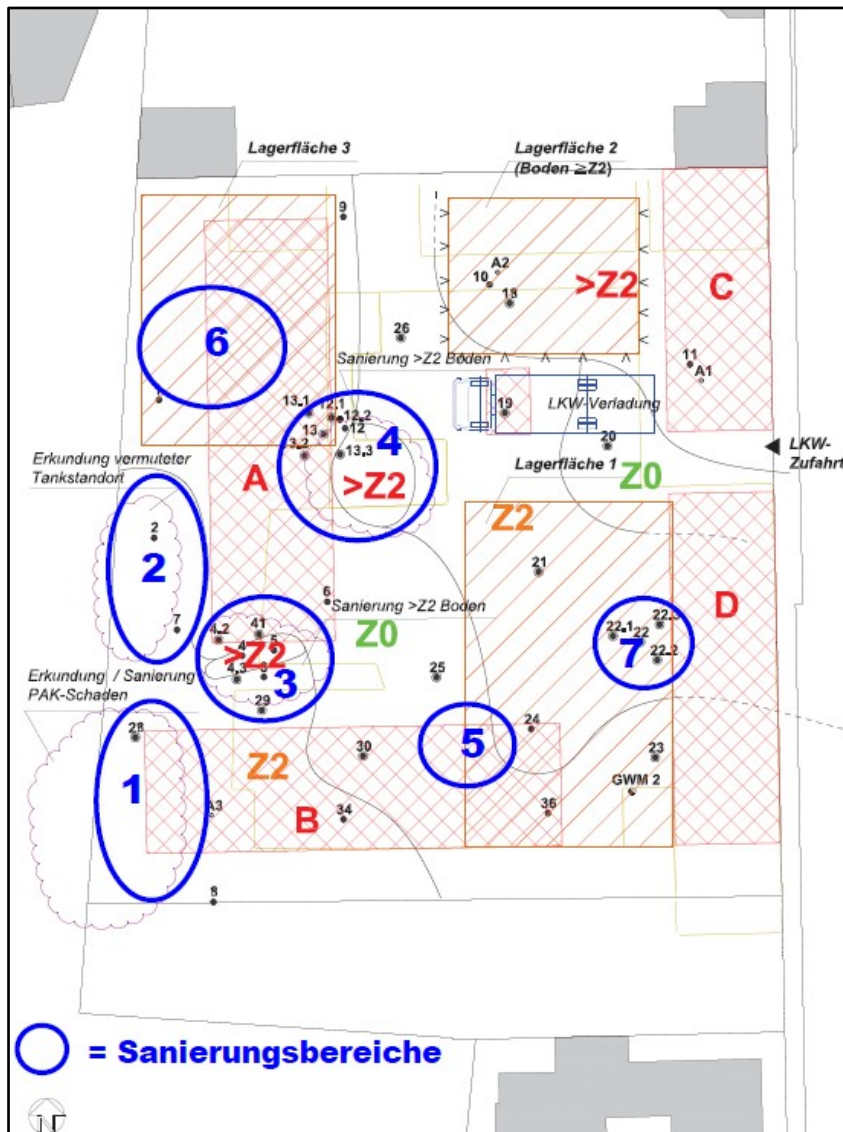 Lagerfläche 3
Lagerfläche 2
(Boden ≥Z2)
9
A2
10
18
>Z2
C
6
26
11
A1
Sanierung >Z2 Boden
13.1
12.1
12.2
12
13
4
19
LKW-Verladung
20
LKW-
Zufahrt
3.2
13.3
Erkundung vermuteter
Tankstandort
A
>Z2
Lagerfläche 1
Z0
Z2
2
2
21
6
Sanierung >Z2 Boden
D
7
4.2
41
Z0
22.1
22
22.3
4
5
>Z2
22.2
7
Erkundung / Sanierung
PAK-Schaden
4.3
3
3
25
29
28
24
5
30
Z2
23
1
GWM 2
A3
B
34
36
8
= Sanierungsbereiche
N